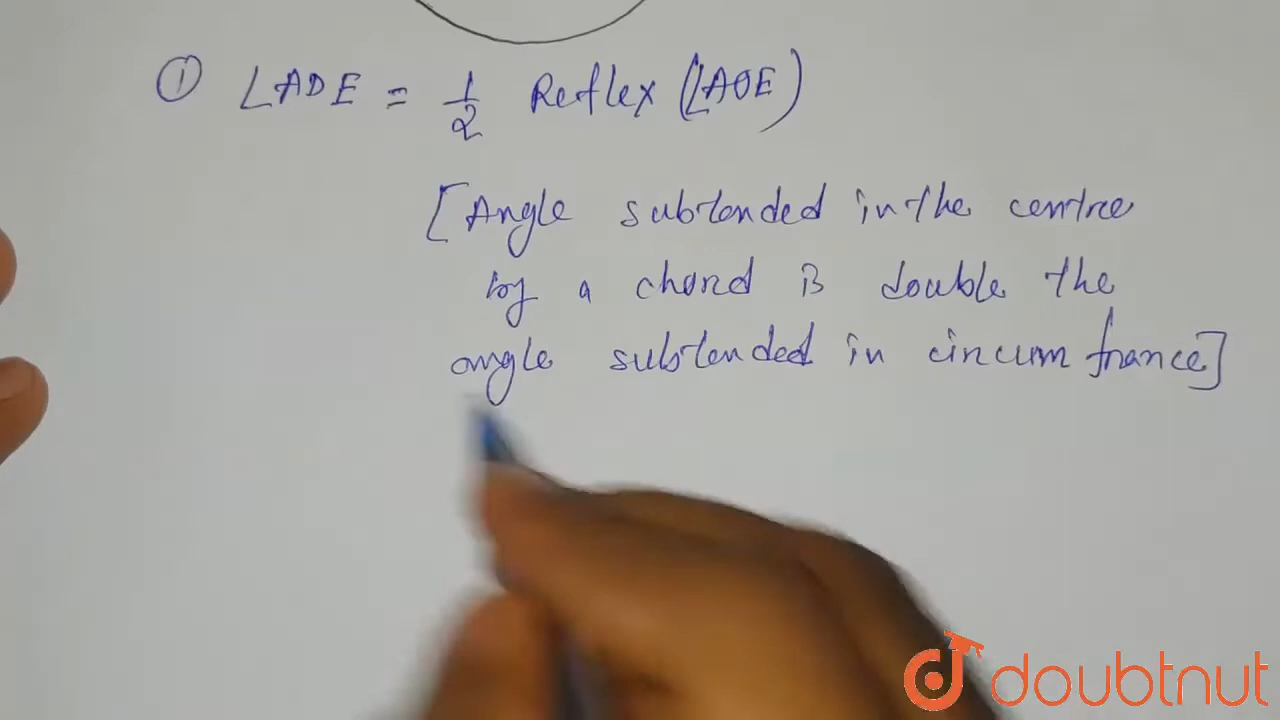 ① ∠ADE = 1/2 Reflex (∠AOE)
[Angle subtended in the centre
by a chord is double the
angle subtended in circumfrance]
doubtnut